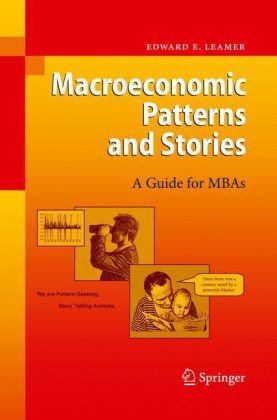 EDWARD E. LEAMER
Macroeconomic
Patterns
and Stories
A Guide for MBAs
Once there was a
country ruled by a
powerful Market.
We are Pattern-Seeking,
Story Telling Animals
Springer